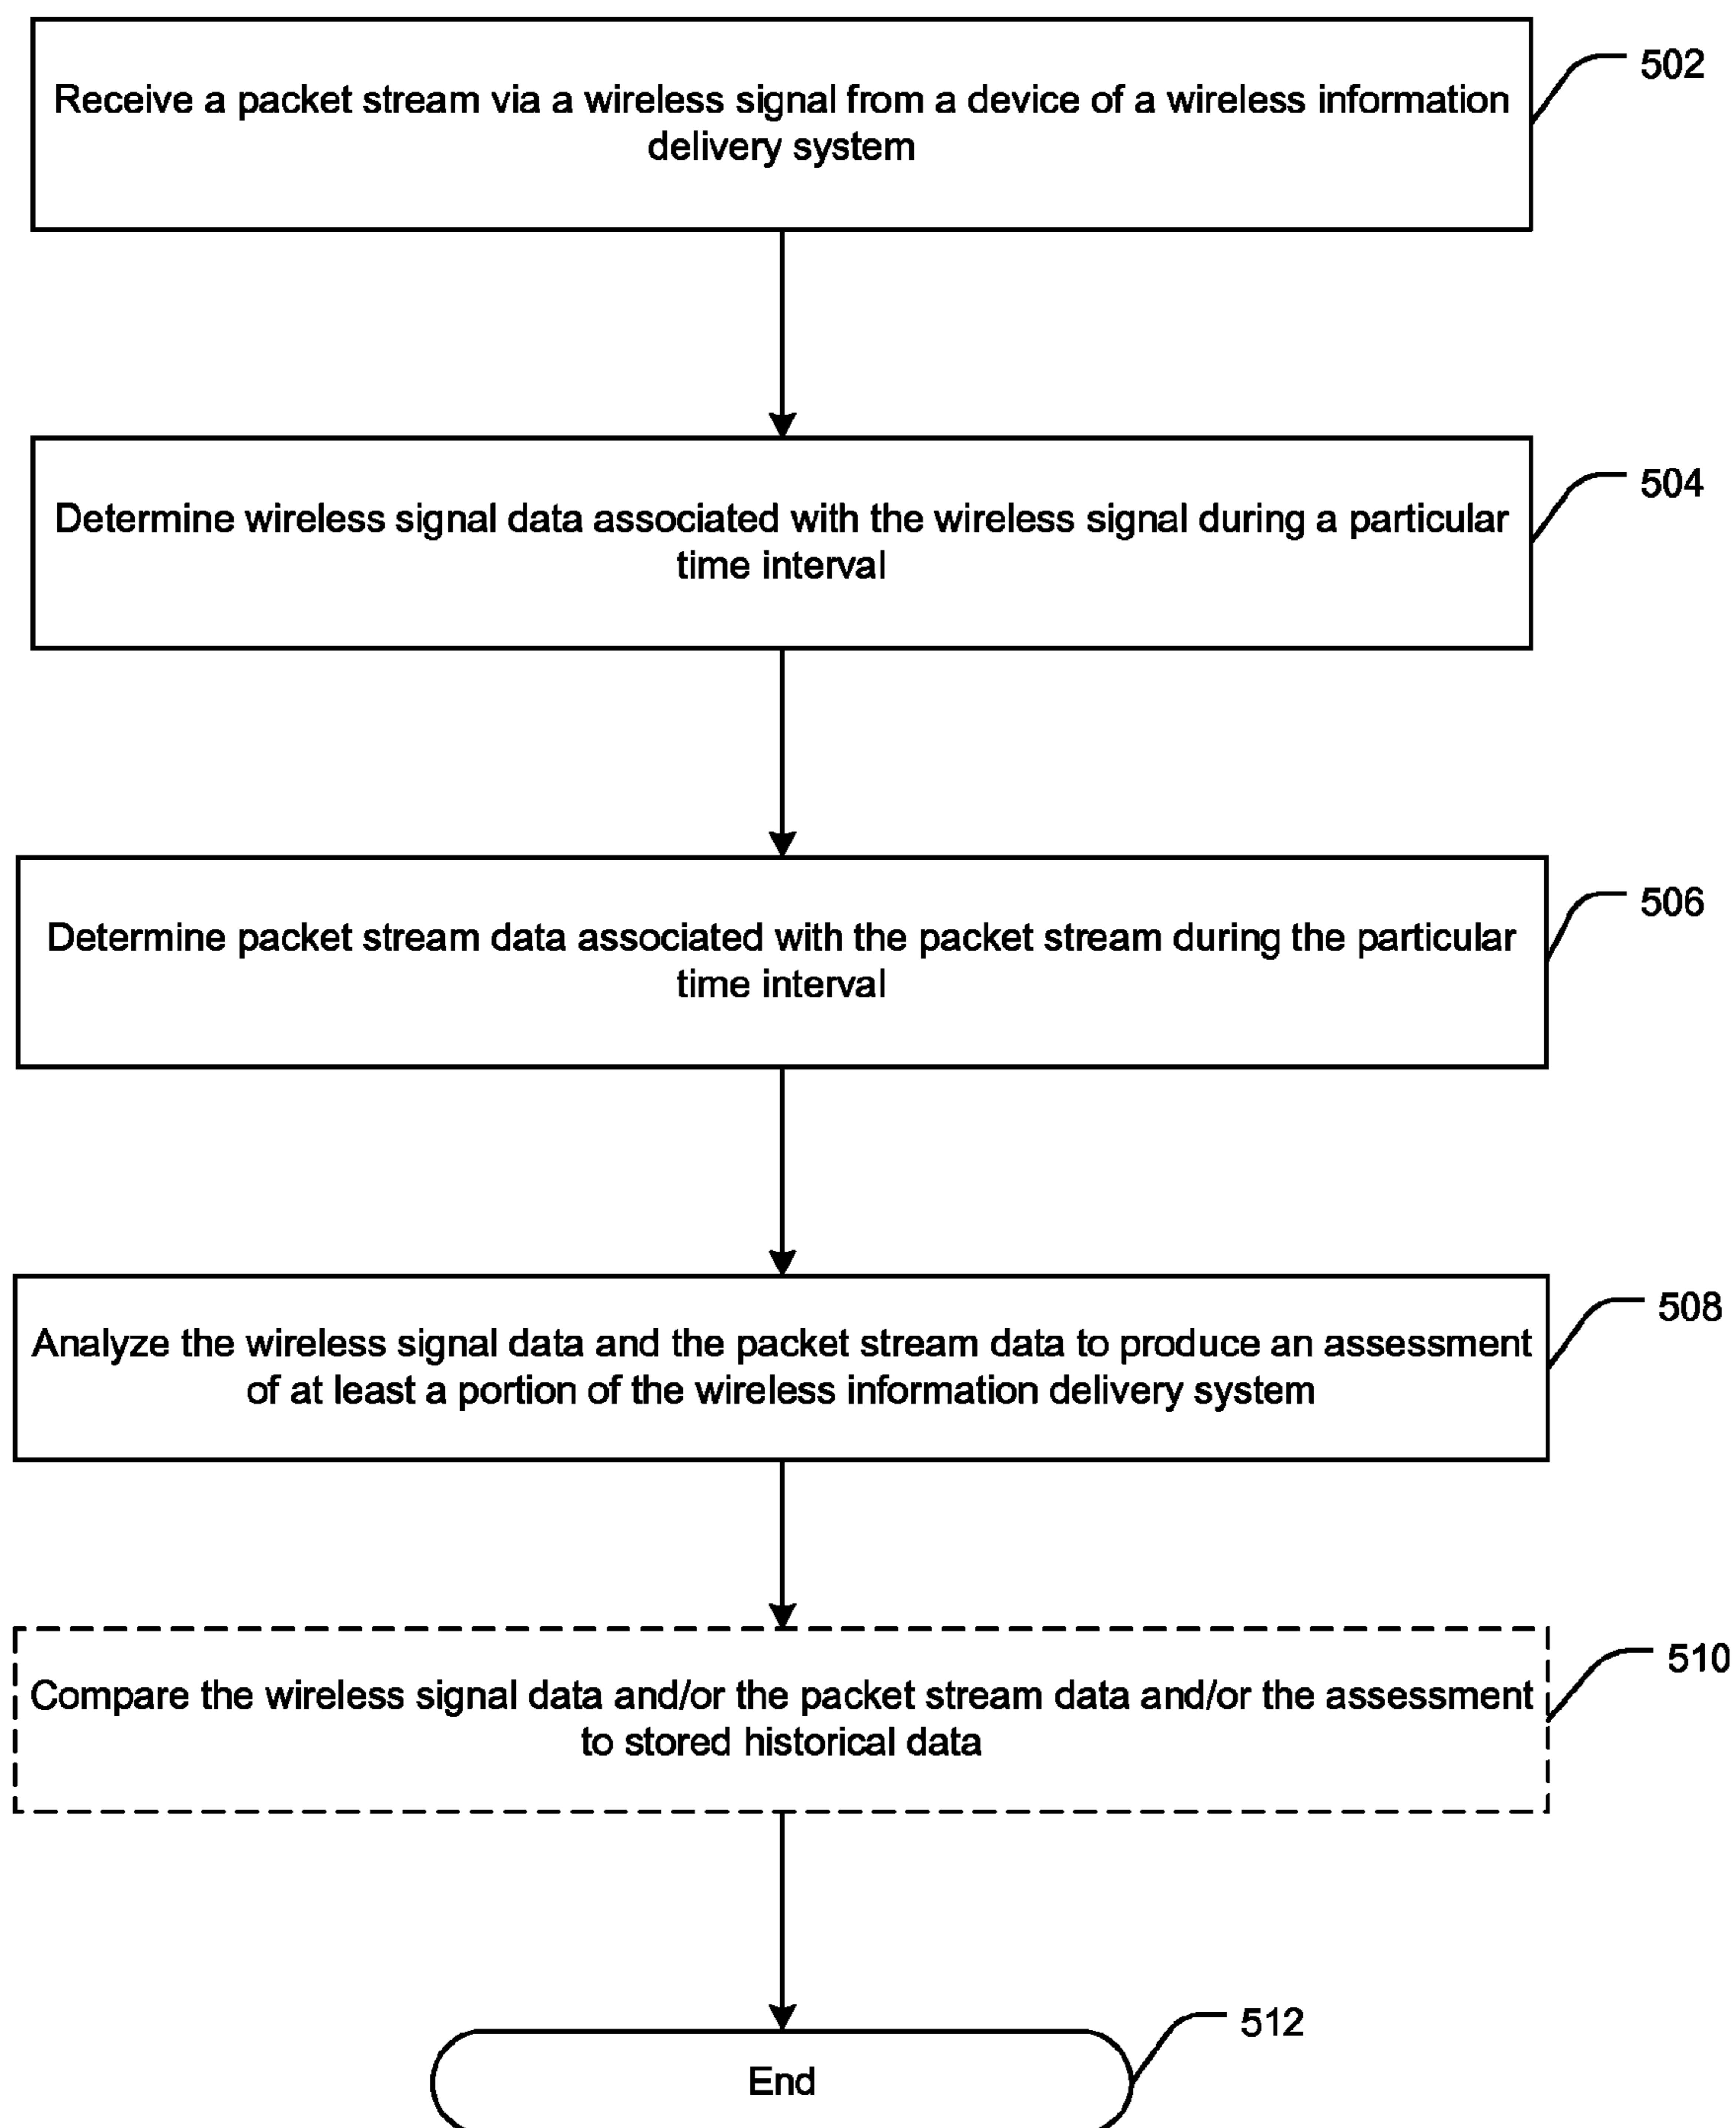 502
Receive a packet stream via a wireless signal from a device of a wireless information
delivery system
504
Determine wireless signal data associated with the wireless signal during a particular
time interval
506
Determine packet stream data associated with the packet stream during the particular
time interval
508
Analyze the wireless signal data and the packet stream data to produce an assessment
of at least a portion of the wireless information delivery system
510
Compare the wireless signal data and/or the packet stream data and/or the assessment
to stored historical data
512
End